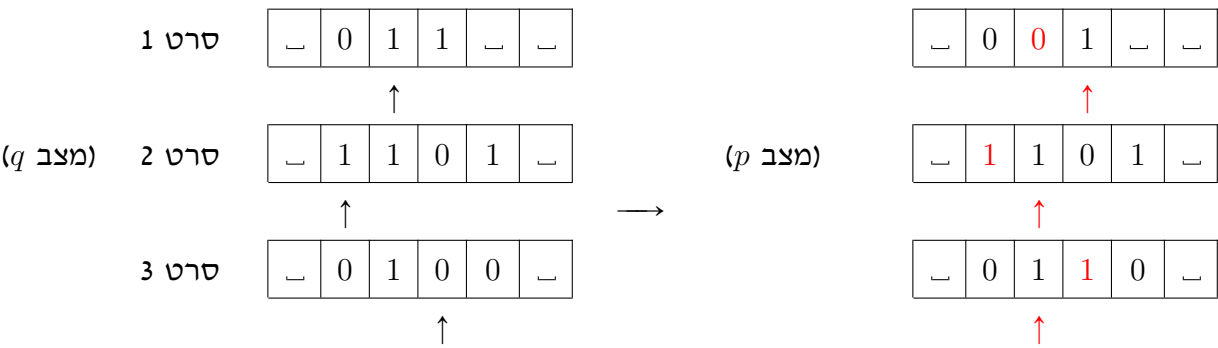 סרט 1 ␣ 0 1 1 ␣ ␣ ␣ 0 0 1 ␣ ␣
↑ ↑
(מצב q) סרט 2 ␣ 1 1 0 1 ␣ (מצב p) ␣ 1 1 0 1 ␣
↑ → ↑
סרט 3 ␣ 0 1 0 0 ␣ ␣ 0 1 1 0 ␣
↑ ↑